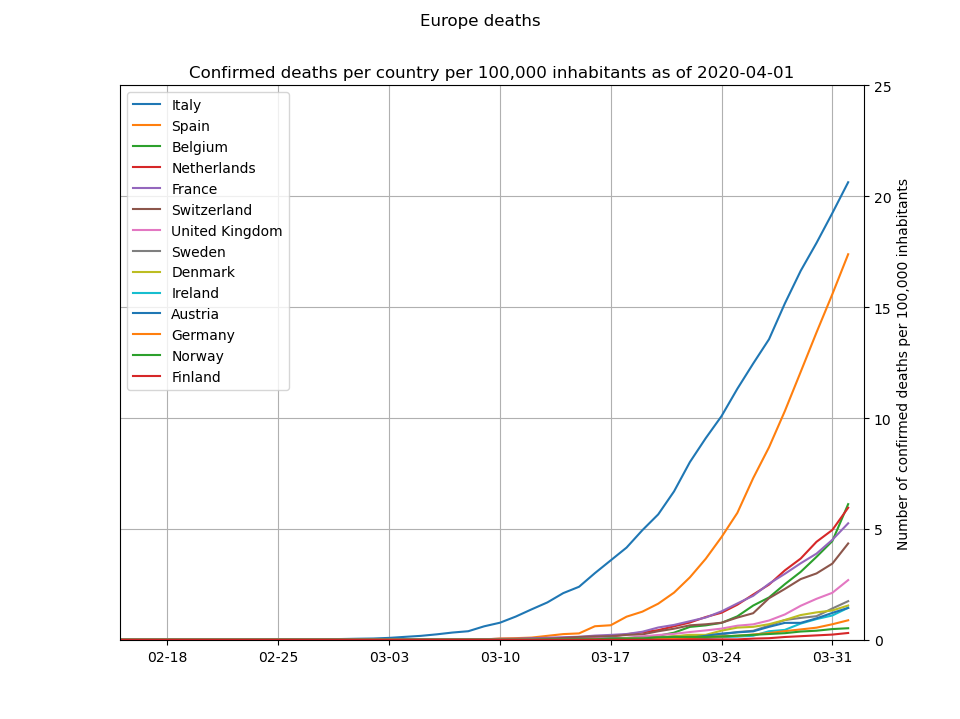 Europe deaths
Confirmed deaths per country per 100,000 inhabitants as of 2020-04-01
Italy
Spain
Belgium
Netherlands
France
Switzerland
United Kingdom
Sweden
Denmark
Ireland
Austria
Germany
Norway
Finland
25
20
15
10
5
0
Number of confirmed deaths per 100,000 inhabitants
02-18 02-25 03-03 03-10 03-17 03-24 03-31